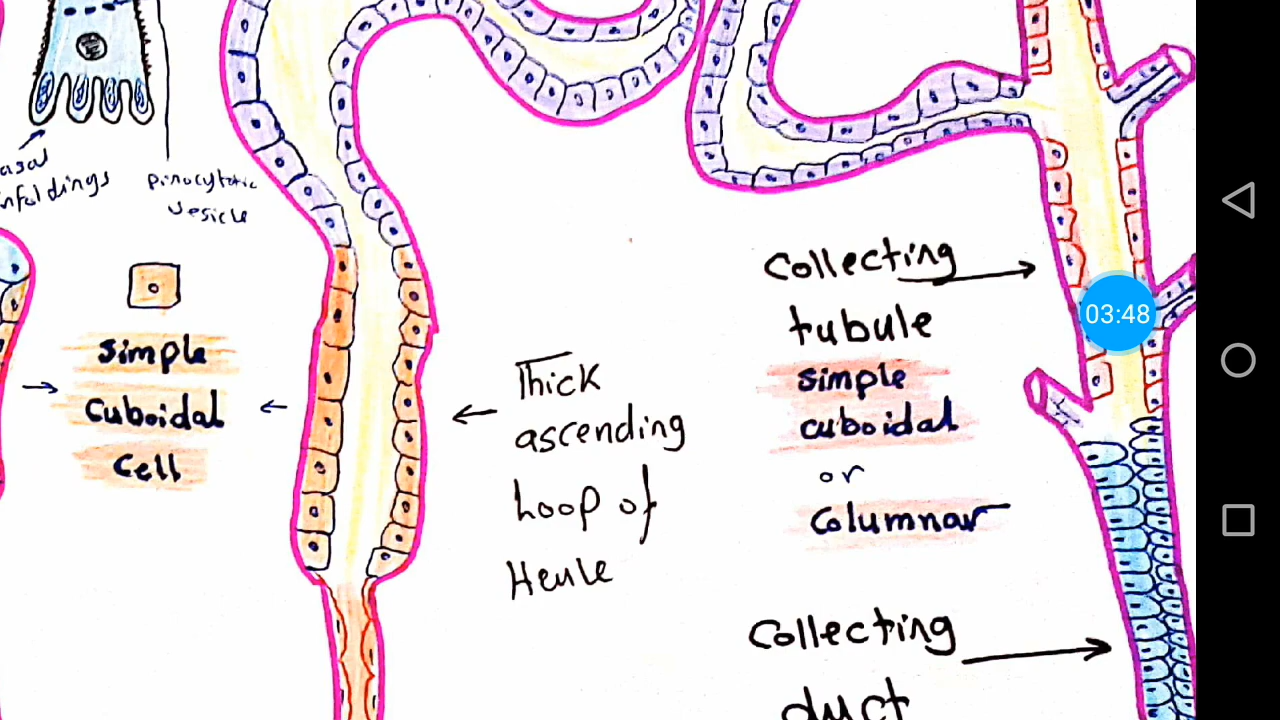 infoldings
Pinocytotic
vesicle
Simple
Cuboidal
Cell
Thick
ascending
Loop of
Henle
Collecting
tubule
simple
cuboidal
or
Columnar
Collecting
duct
03:48